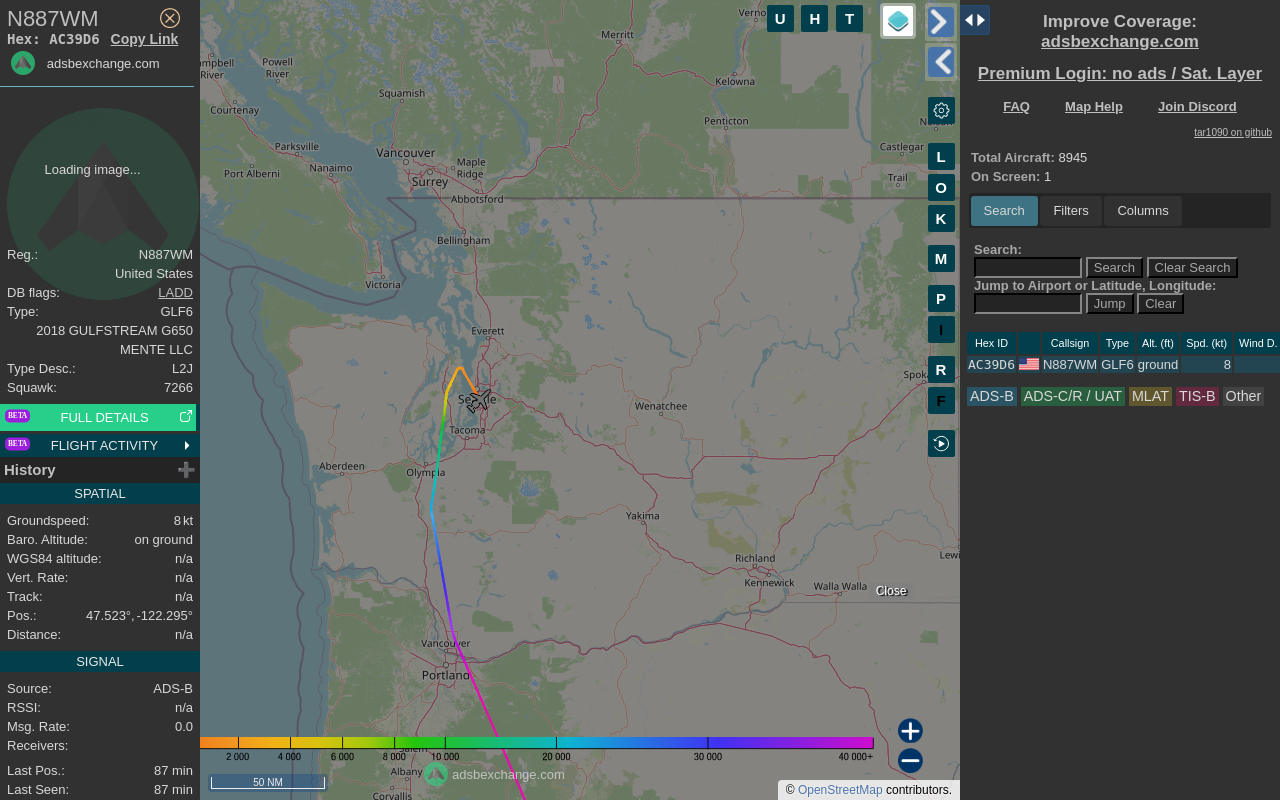 N887WM
Hex: AC39D6 Copy Link
adsbexchange.com
Loading image...
Reg.: N887WM
United States
DB flags: LADD
Type: GLF6
2018 GULFSTREAM G650
MENTE LLC
Type Desc.: L2J
Squawk: 7266
BETA FULL DETAILS
BETA FLIGHT ACTIVITY
History
SPATIAL
Groundspeed: 8 kt
Baro. Altitude: on ground
WGS84 altitude: n/a
Vert. Rate: n/a
Track: n/a
Pos.: 47.523°, -122.295°
Distance: n/a
SIGNAL
Source: ADS-B
RSSI: n/a
Msg. Rate: 0.0
Receivers:
Last Pos.: 87 min
Last Seen: 87 min
Merritt
Powell
River
River
Squamish
Kelowna
Courtenay
Penticton
Parksville
Vancouver
Nanaimo
Maple
Ridge
Castlegar
Port Alberni
Surrey
Trail
Abbotsford
Bellingham
Victoria
Everett
Wenatchee
Tacoma
Aberdeen
Olympia
Yakima
Richland
Kennewick
Walla Walla
Vancouver
Portland
Albany
Corvallis
U H T
L
O
K
M
P
I
R
F
Close
2 000 4 000 6 000 8 000 10 000 20 000 30 000 40 000+
50 NM
adsbexchange.com
© OpenStreetMap contributors.
Improve Coverage:
adsbexchange.com
Premium Login: no ads / Sat. Layer
FAQ Map Help Join Discord
tar1090 on github
Total Aircraft: 8945
On Screen: 1
Search Filters Columns
Search:
Search Clear Search
Jump to Airport or Latitude, Longitude:
Jump Clear
Hex ID Callsign Type Alt. (ft) Spd. (kt) Wind D.
AC39D6 N887WM GLF6 ground 8
ADS-B ADS-C/R / UAT MLAT TIS-B Other